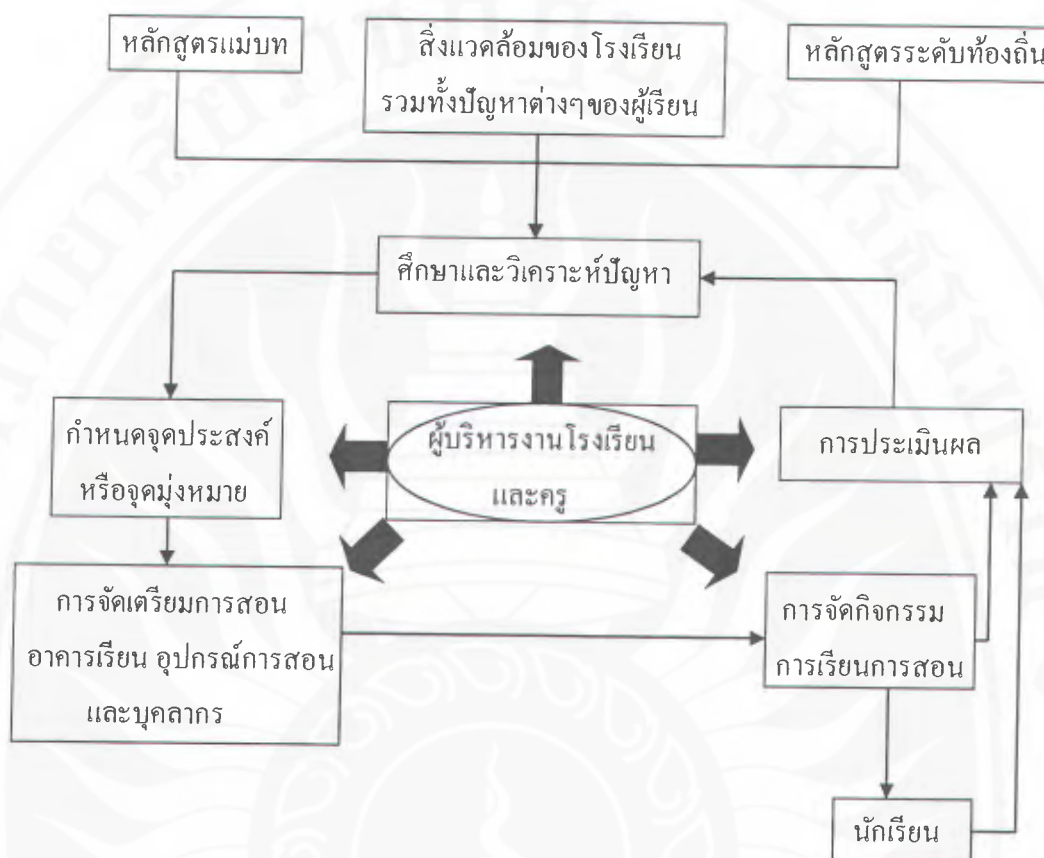 หลักสูตรแม่บท
สิ่งแวคล้อมของโรงเรียน
รวมทั้งปัญหาต่างๆของผู้เรียน
หลักสูตรระดับท้องถิ่น
ศึกษาและวิเคราะห์ปัญหา
กำหนดจุดประสงค์
หรือจุดมุ่งหมาย
ผู้บริหารงานโรงเรียน
และครู
การประเมินผล
การจัดเตรียมการสอน
อาคารเรียน อุปกรณ์การสอน
และบุคลากร
การจัดกิจกรรม
การเรียนการสอน
นักเรียน